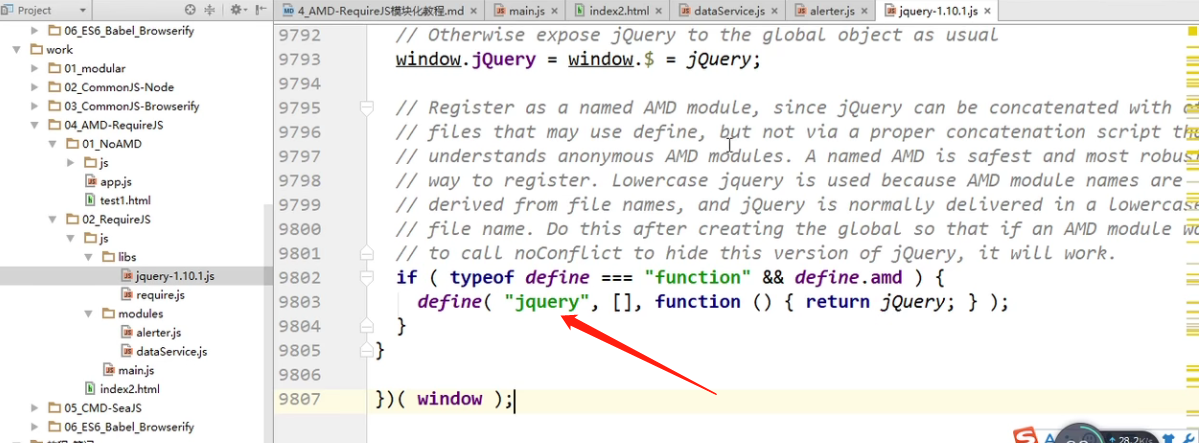 Project
4_AMD-RequireJS模块化教程.md
main.js
index2.html
dataService.js
alerter.js
jquery-1.10.1.js
06_ES6_Babel_Browserify
work
01_modular
02_CommonJS-Node
03_CommonJS-Browserify
04_AMD-RequireJS
01_NoAMD
js
app.js
test1.html
02_RequireJS
js
libs
jquery-1.10.1.js
require.js
modules
alerter.js
dataService.js
main.js
index2.html
05_CMD-SeaJS
06_ES6_Babel_Browserify
9792 // Otherwise expose jQuery to the global object as usual
9793 window.jQuery = window.$ = jQuery;
9794
9795 // Register as a named AMD module, since jQuery can be concatenated with
9796 // files that may use define, but not via a proper concatenation script
9797 // understands anonymous AMD modules. A named AMD is safest and most robus
9798 // way to register. Lowercase jquery is used because AMD module names are
9799 // derived from file names, and jQuery is normally delivered in a lowercase
9800 // file name. Do this after creating the global so that if an AMD module
9801 // to call noConflict to hide this version of jQuery, it will work.
9802 if ( typeof define === "function" && define.amd ) {
9803 define( "jquery", [], function () { return jQuery; } );
9804 }
9805 }
9806
9807 })( window );
28.2K/s